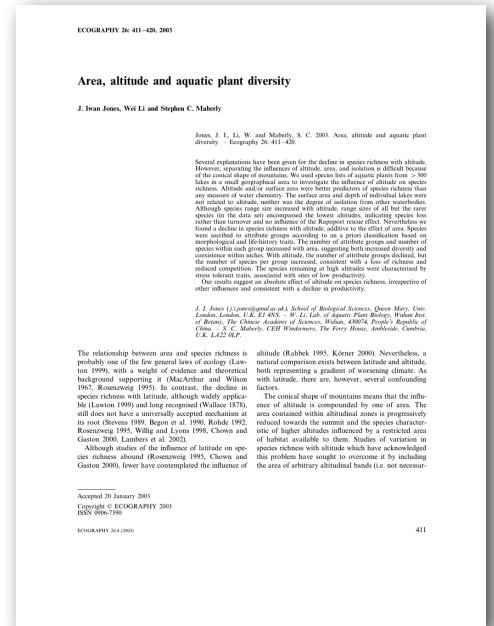 ECOGRAPHY 26: 411–420, 2003
Area, altitude and aquatic plant diversity
J. Iwan Jones, Wei Li and Stephen C. Maberly
Jones, J. I., Li, W. and Maberly, S. C. 2003. Area, altitude and aquatic plant
diversity. – Ecography 26: 411–420.
Several explanations have been given for the decline in species richness with altitude.
However, separating the influences of altitude, area, and isolation is difficult because
of the conical shape of mountains. We used species lists of aquatic plants from >300
lakes in a small geographical area to investigate the influence of altitude on species
richness. Altitude and/or surface area were better predictors of species richness than
any measure of water chemistry. The surface area and depth of individual lakes were
not related to altitude, neither was the degree of isolation from other waterbodies.
Although species range size increased with altitude, range sizes of all but the rarer
species (in the data set) encompassed the lowest altitudes, indicating species loss
rather than turnover and no influence of the Rapoport rescue effect. Nevertheless we
found a decline in species richness with altitude, additive to the effect of area. Species
were ascribed to attribute groups according to an a priori classification based on
morphological and life-history traits. The number of attribute groups and number of
species within each group increased with area, suggesting both increased diversity and
coexistence within niches. With altitude, the number of attribute groups declined, but
the number of species per group increased, consistent with a loss of richness and
reduced competition. The species remaining at high altitudes were characterised by
stress tolerant traits, associated with sites of low productivity.
Our results suggest an absolute effect of altitude on species richness, irrespective of
other influences and consistent with a decline in productivity.
J. I. Jones (j.i.jones@qmul.ac.uk), School of Biological Sciences, Queen Mary, Univ.
London, London, U.K. E1 4NS. – W. Li, Lab. of Aquatic Plant Biology, Wuhan Inst.
of Botany, The Chinese Academy of Sciences, Wuhan, 430074, People's Republic of
China. – S. C. Maberly, CEH Windermere, The Ferry House, Ambleside, Cumbria,
U.K. LA22 0LP.
The relationship between area and species richness is
probably one of the few general laws of ecology (Law-
ton 1999), with a weight of evidence and theoretical
background supporting it (MacArthur and Wilson
1967, Rosenzweig 1995). In contrast, the decline in
species richness with latitude, although widely applica-
ble (Lawton 1999) and long recognised (Wallace 1878),
still does not have a universally accepted mechanism at
its root (Stevens 1989, Begon et al. 1990, Rohde 1992,
Rosenzweig 1995, Willig and Lyons 1998, Chown and
Gaston 2000, Lambers et al. 2002).
Although studies of the influence of latitude on spe-
cies richness abound (Rosenzweig 1995, Chown and
Gaston 2000), fewer have contemplated the influence of
altitude (Rahbek 1995, Körner 2000). Nevertheless, a
natural comparison exists between latitude and altitude,
both representing a gradient of worsening climate. As
with latitude, there are, however, several confounding
factors.
The conical shape of mountains means that the influ-
ence of altitude is compounded by one of area. The
area contained within altitudinal zones is progressively
reduced towards the summit and the species character-
istic of higher altitudes influenced by a restricted area
of habitat available to them. Studies of variation in
species richness with altitude which have acknowledged
this problem have sought to overcome it by including
the area of arbitrary altitudinal bands (i.e. not necessar-
Accepted 20 January 2003
Copyright © ECOGRAPHY 2003
ISSN 0906-7590
ECOGRAPHY 26:4 (2003)
411